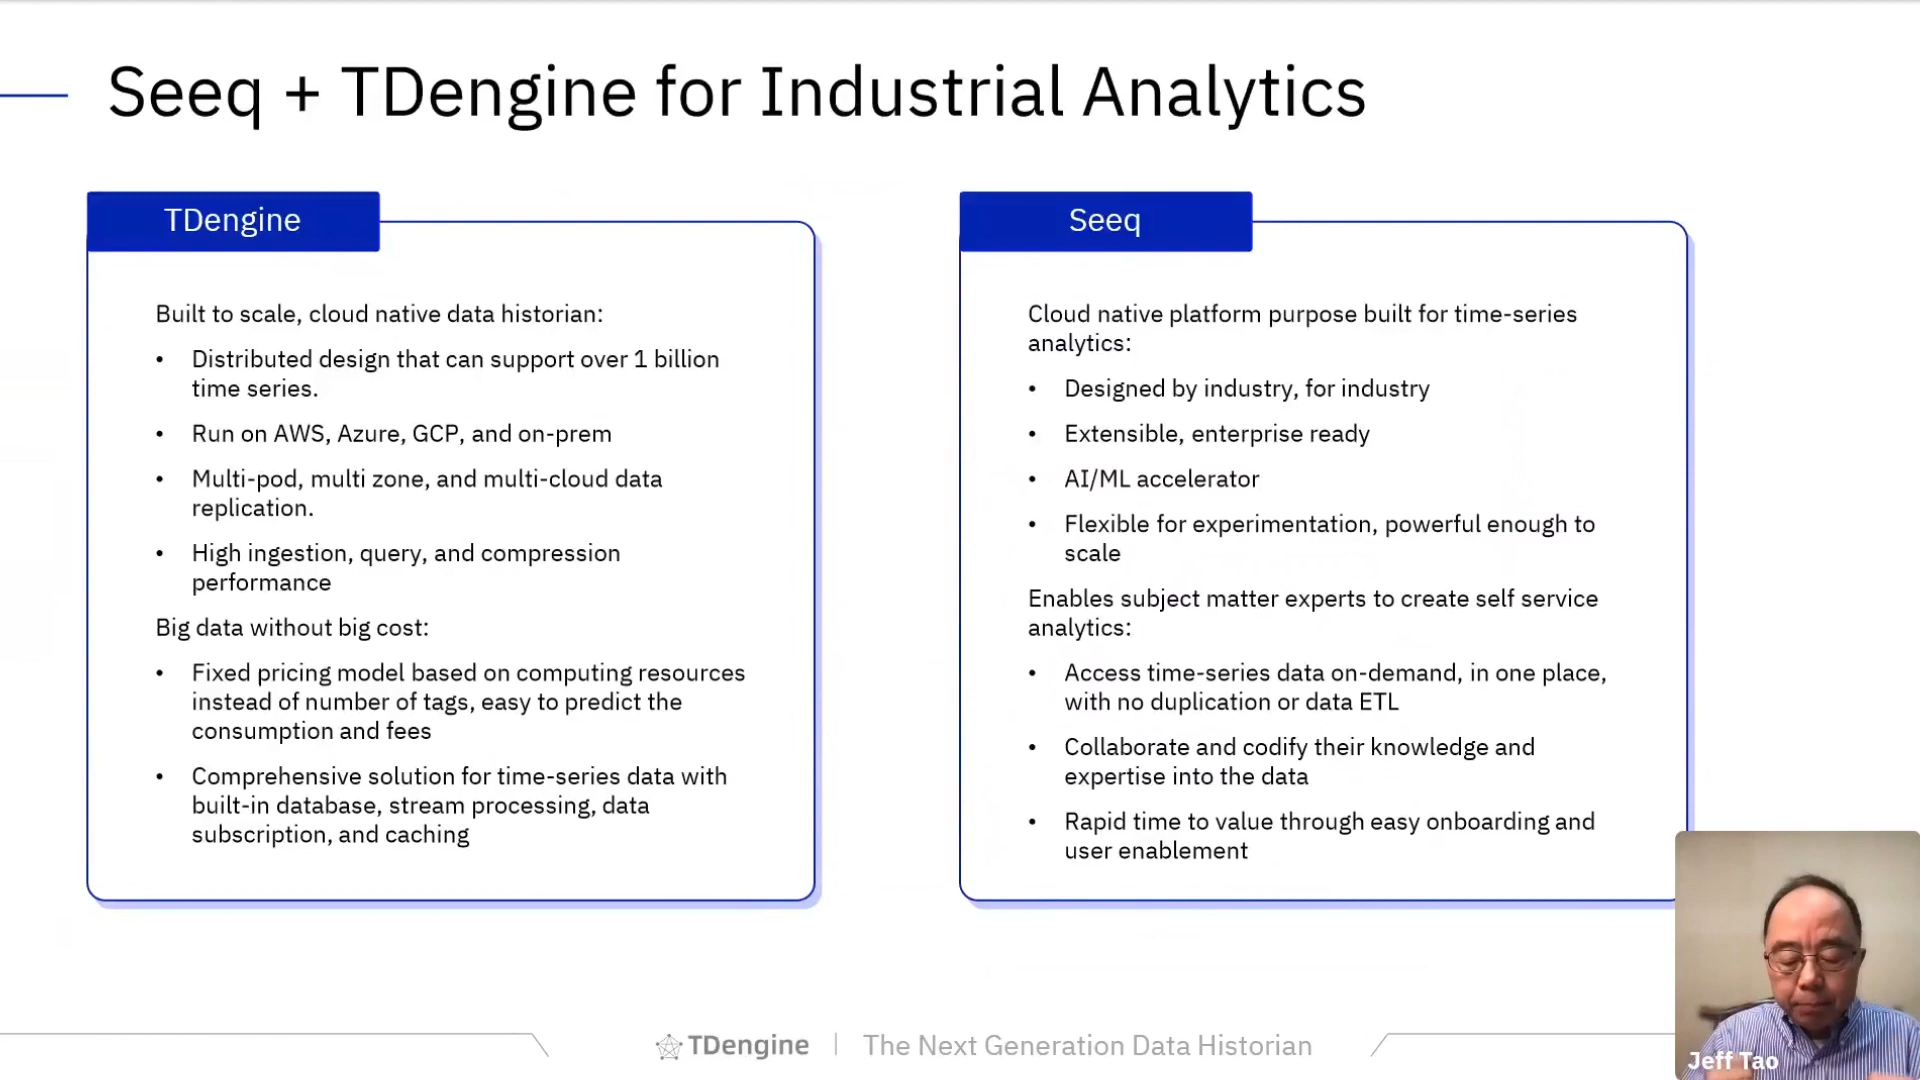 Seeq + TDengine for Industrial Analytics
TDengine
Built to scale, cloud native data historian:
• Distributed design that can support over 1 billion
time series.
• Run on AWS, Azure, GCP, and on-prem
• Multi-pod, multi zone, and multi-cloud data
replication.
• High ingestion, query, and compression
performance
Big data without big cost:
• Fixed pricing model based on computing resources
instead of number of tags, easy to predict the
consumption and fees
• Comprehensive solution for time-series data with
built-in database, stream processing, data
subscription, and caching
Seeq
Cloud native platform purpose built for time-series
analytics:
• Designed by industry, for industry
• Extensible, enterprise ready
• AI/ML accelerator
• Flexible for experimentation, powerful enough to
scale
Enables subject matter experts to create self service
analytics:
• Access time-series data on-demand, in one place,
with no duplication or data ETL
• Collaborate and codify their knowledge and
expertise into the data
• Rapid time to value through easy onboarding and
user enablement
TDengine | The Next Generation Data Historian
Jeff Tao